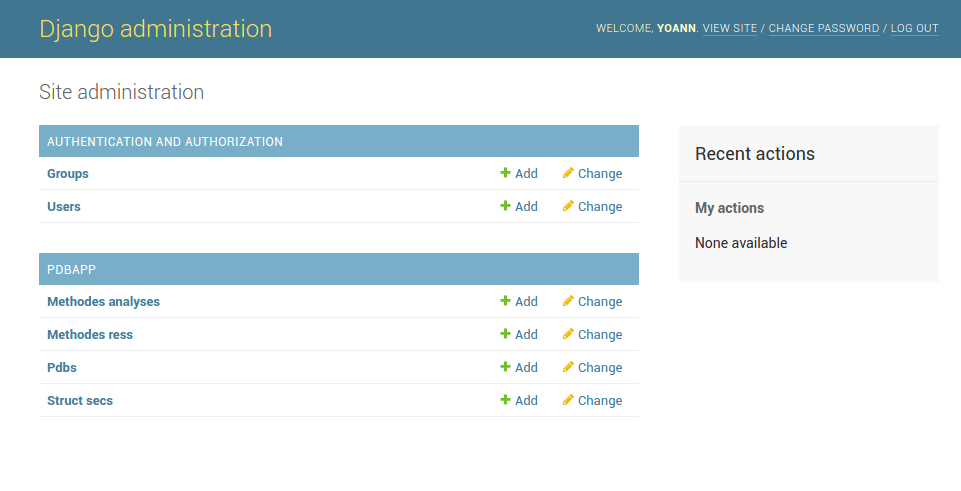 Django administration
WELCOME, YOANN. VIEW SITE / CHANGE PASSWORD / LOG OUT
Site administration
AUTHENTICATION AND AUTHORIZATION
Groups Add Change
Users Add Change
PDBAPP
Methodes analyses Add Change
Methodes ress Add Change
Pdbs Add Change
Struct secs Add Change
Recent actions
My actions
None available